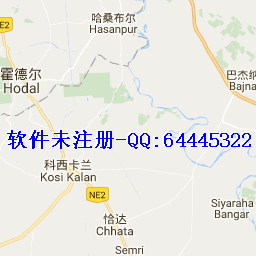 哈桑布尔
Hasanpur
霍德尔
Hodal
巴杰纳
Bajna
软件未注册-QQ:64445322
科西卡兰
Kosi Kalan
NE2
Siyaraha
Bangar
恰达
Chhata
NE2
Semri